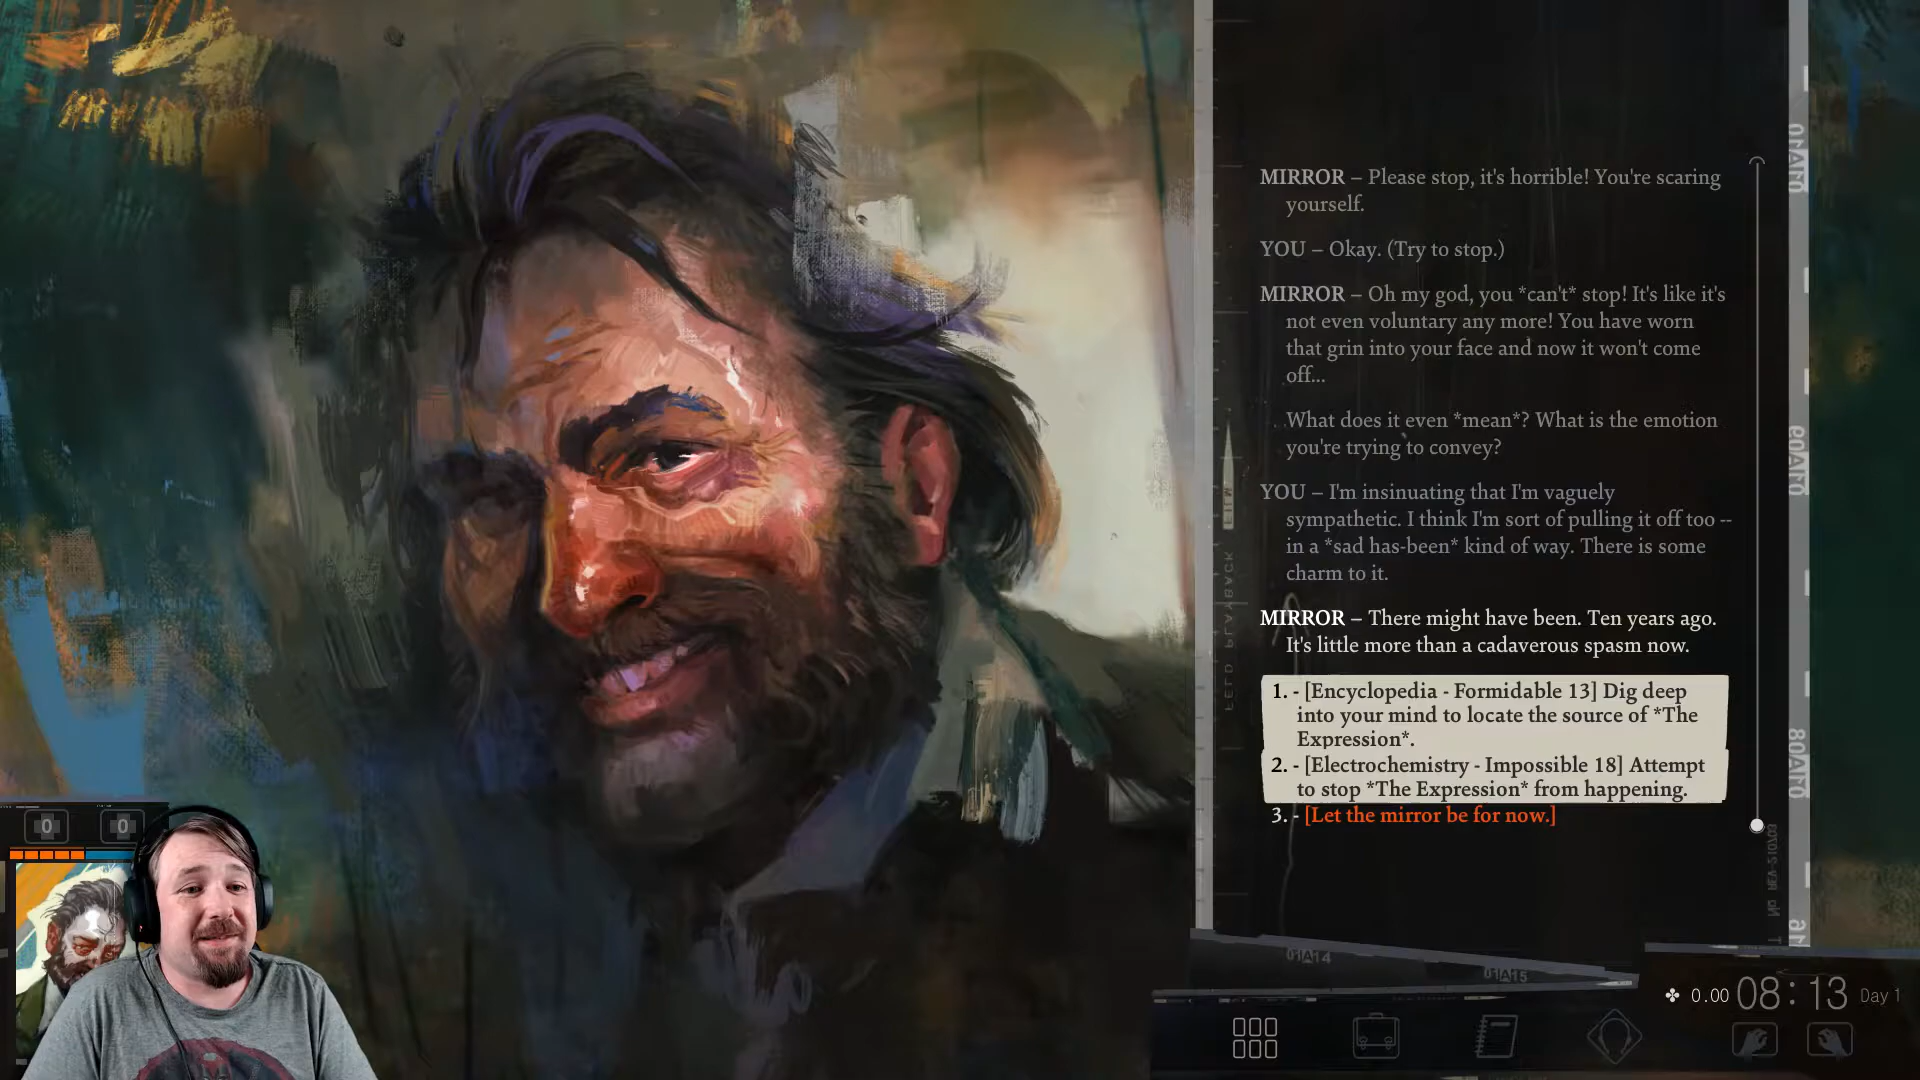 MIRROR – Please stop, it's horrible! You're scaring
yourself.
YOU – Okay. (Try to stop.)
MIRROR – Oh my god, you *can't* stop! It's like it's
not even voluntary any more! You have worn
that grin into your face and now it won't come
off...
What does it even *mean*? What is the emotion
you're trying to convey?
YOU – I'm insinuating that I'm vaguely
sympathetic. I think I'm sort of pulling it off too --
in a *sad has-been* kind of way. There is some
charm to it.
MIRROR – There might have been. Ten years ago.
It's little more than a cadaverous spasm now.
1. - [Encyclopedia - Formidable 13] Dig deep
into your mind to locate the source of *The
Expression*.
2. - [Electrochemistry - Impossible 18] Attempt
to stop *The Expression* from happening.
3. - [Let the mirror be for now.]
0 0
FELD PLAYBACK
01A14
01A15
0.00 08:13 Day 1